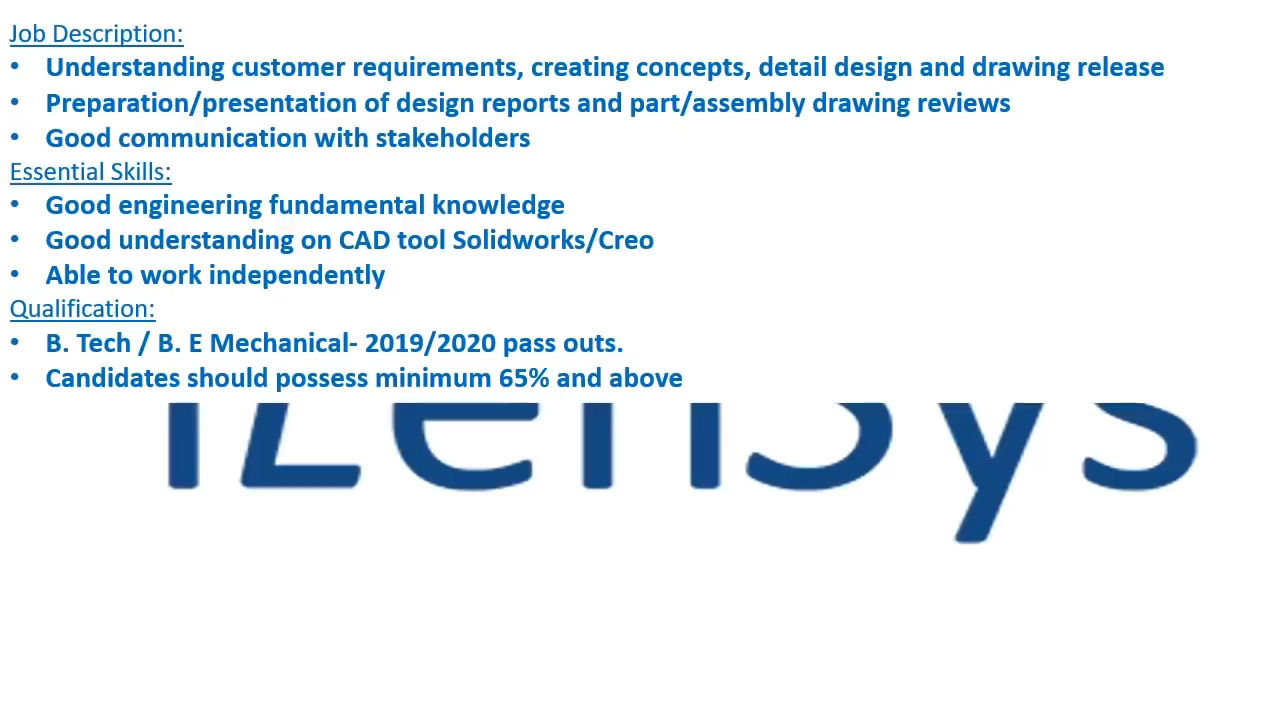 Job Description:
• Understanding customer requirements, creating concepts, detail design and drawing release
• Preparation/presentation of design reports and part/assembly drawing reviews
• Good communication with stakeholders
Essential Skills:
• Good engineering fundamental knowledge
• Good understanding on CAD tool Solidworks/Creo
• Able to work independently
Qualification:
• B. Tech / B. E Mechanical- 2019/2020 pass outs.
• Candidates should possess minimum 65% and above
iLenSys